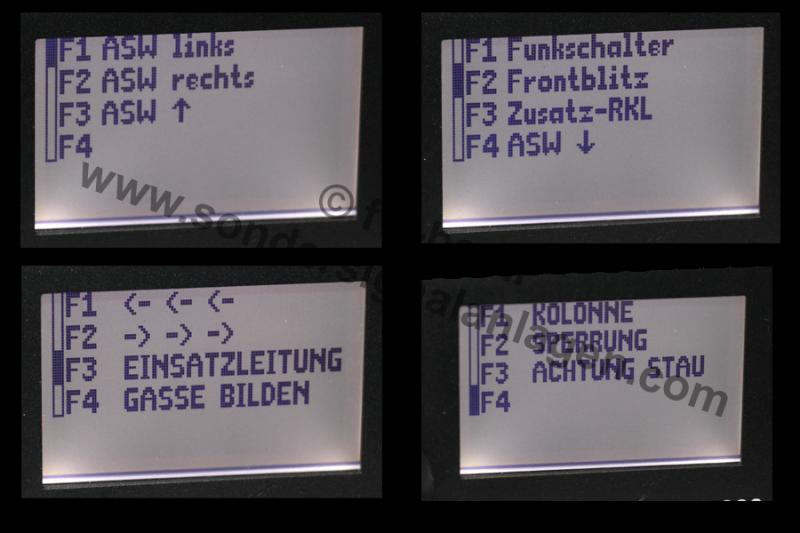 F1 ASW links
F2 ASW rechts
F3 ASW ↑
F4
F1 Funkschalter
F2 Frontblitz
F3 Zusatz-RKL
F4 ASW ↓
F1 <- <- <-
F2 -> -> ->
F3 EINSATZLEITUNG
F4 GASSE BILDEN
F1 KOLONNE
F2 SPERRUNG
F3 ACHTUNG STAU
F4
www.sondersignalanlagen.com
©